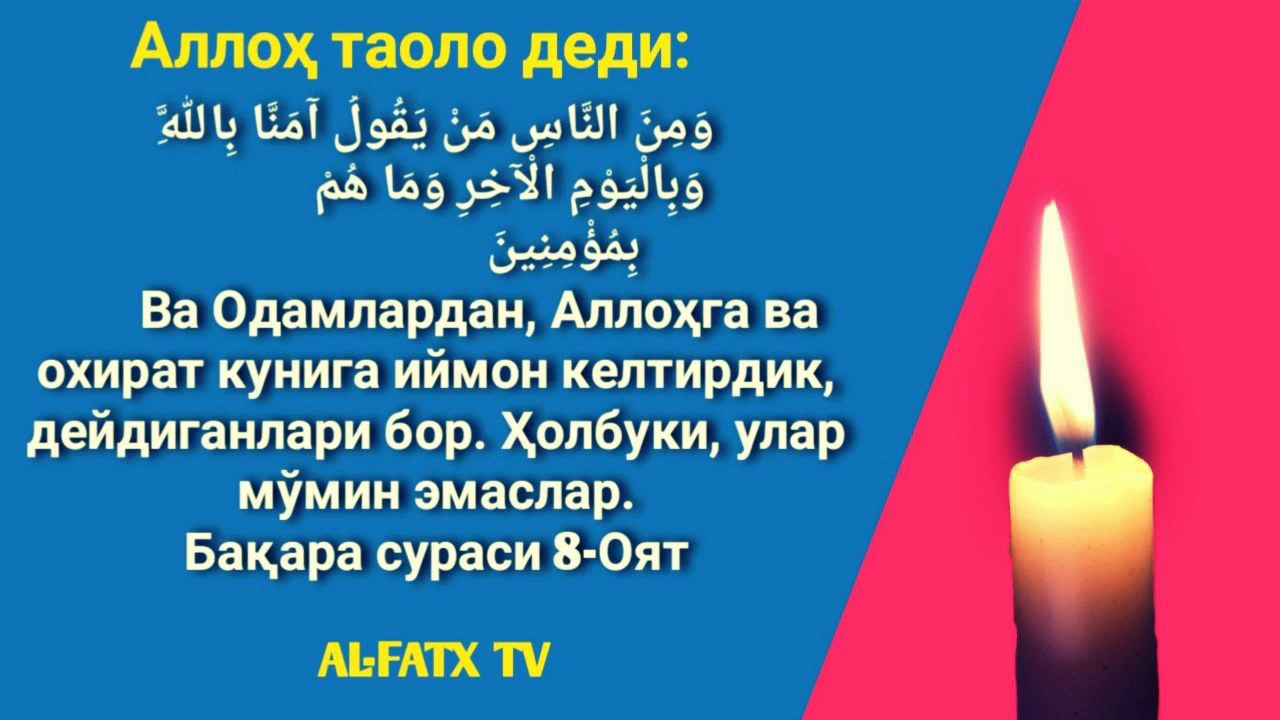 Аллоҳ таоло деди:
وَمِنَ النَّاسِ مَنْ يَقُولُ آمَنَّا بِاللَّهِ
وَبِالْيَوْمِ الْآخِرِ وَمَا هُمْ
بِمُؤْمِنِينَ
Ва Одамлардан, Аллоҳга ва
охират кунига иймон келтирдик,
дейдиганлари бор. Ҳолбуки, улар
мўмин эмаслар.
Бақара сураси 8-Оят
AL-FATX TV